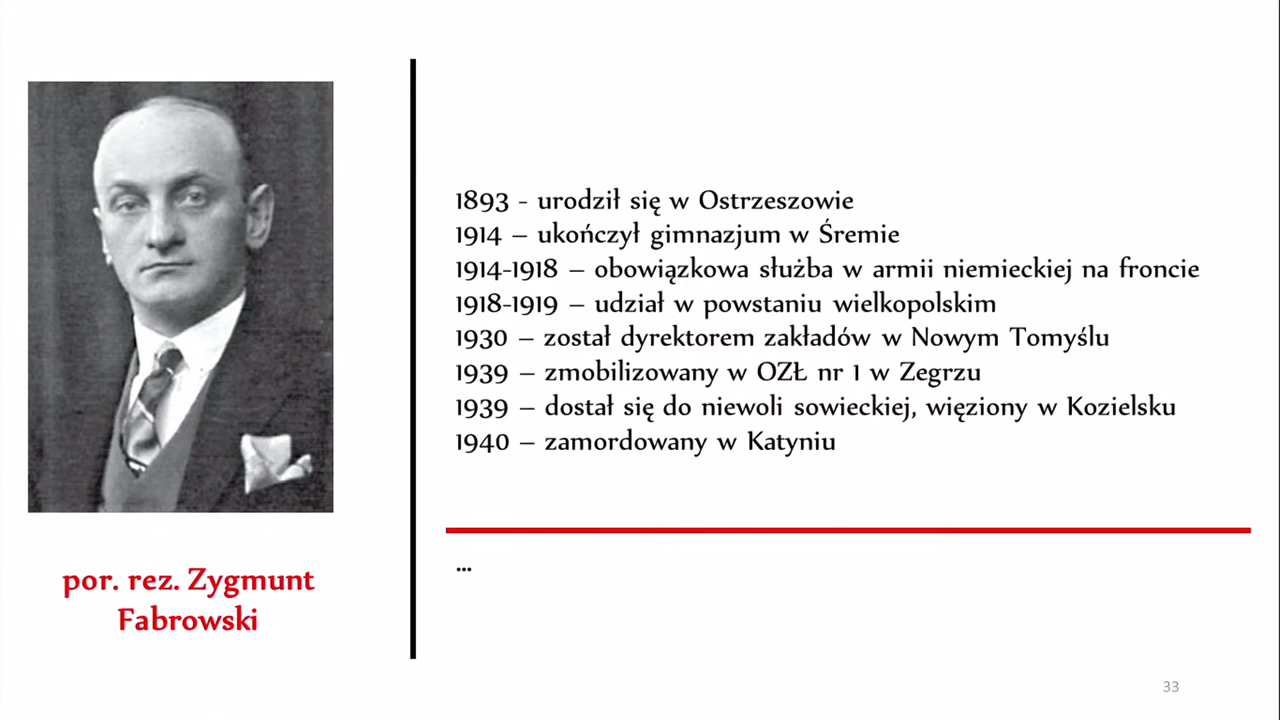 1893 - urodził się w Ostrzeszowie
1914 – ukończył gimnazjum w Śremie
1914-1918 – obowiązkowa służba w armii niemieckiej na froncie
1918-1919 – udział w powstaniu wielkopolskim
1930 – został dyrektorem zakładów w Nowym Tomyślu
1939 – zmobilizowany w OZŁ nr 1 w Zegrzu
1939 – dostał się do niewoli sowieckiej, więziony w Kozielsku
1940 – zamordowany w Katyniu
...
por. rez. Zygmunt
Fabrowski
33